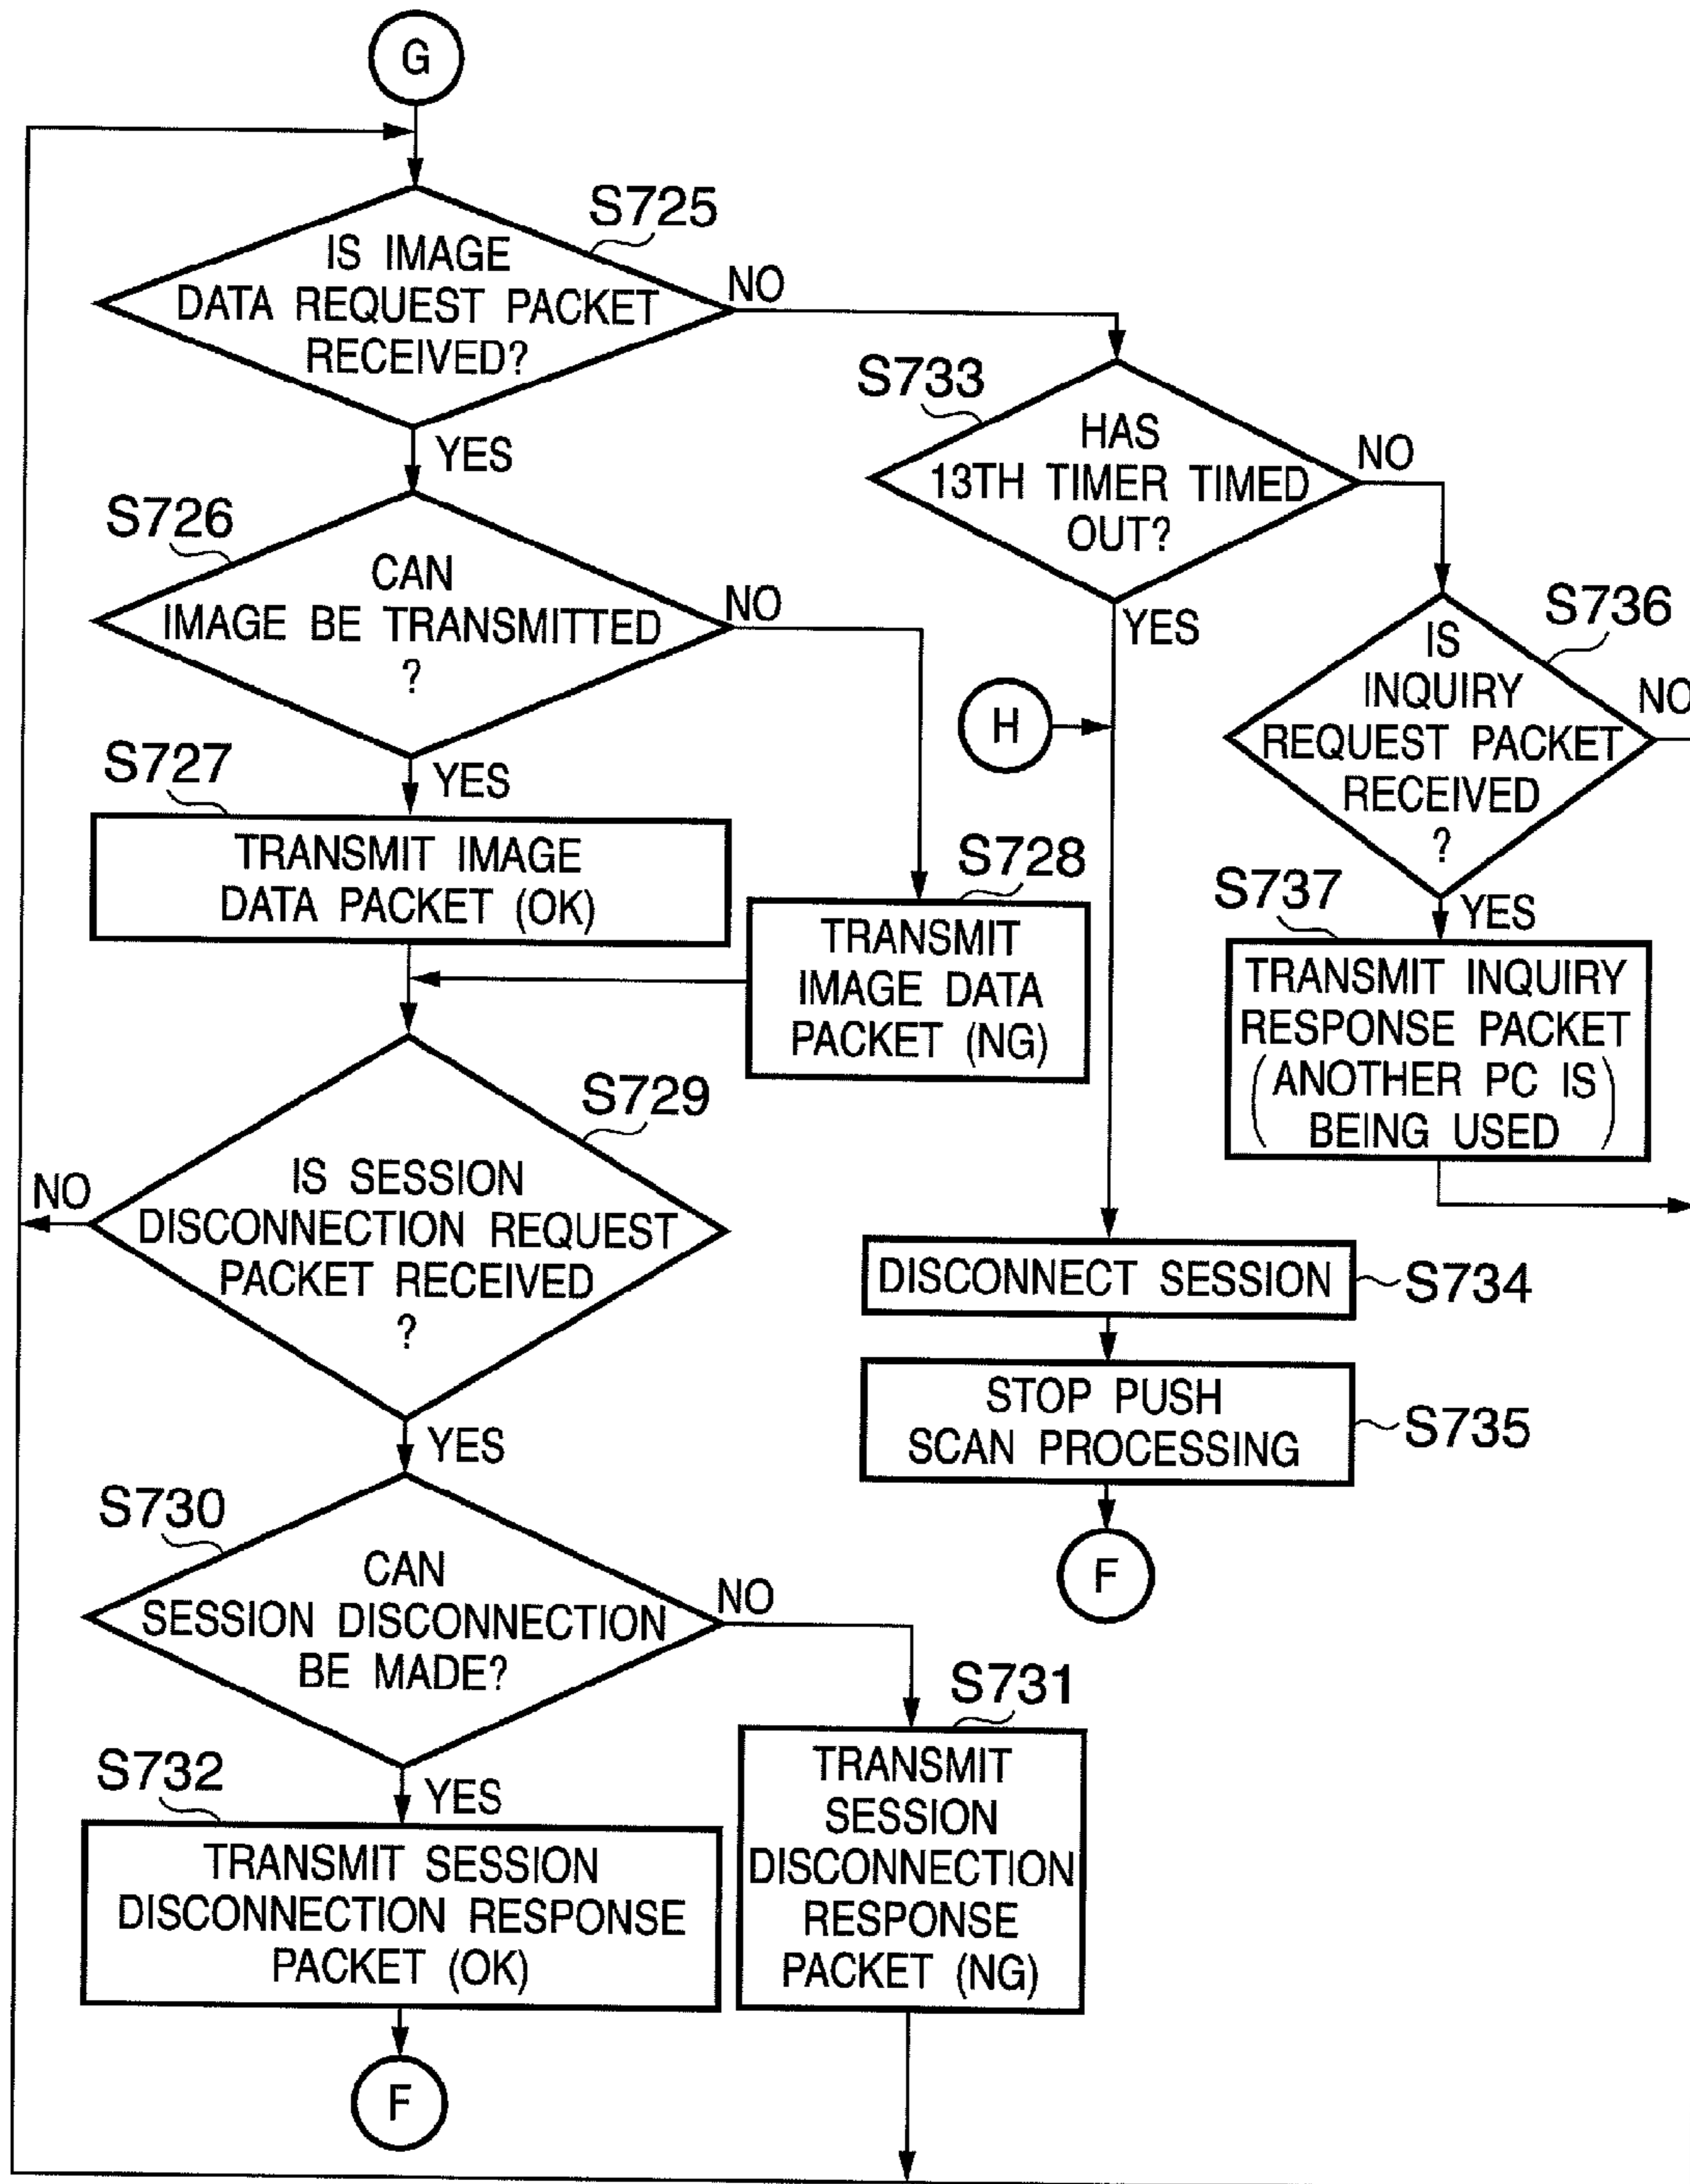 G
S725
IS IMAGE
DATA REQUEST PACKET
RECEIVED?
NO
YES
S726
CAN
IMAGE BE TRANSMITTED
?
NO
YES
S727
TRANSMIT IMAGE
DATA PACKET (OK)
S728
TRANSMIT
IMAGE DATA
PACKET (NG)
S729
IS SESSION
DISCONNECTION REQUEST
PACKET RECEIVED
?
NO
YES
S730
CAN
SESSION DISCONNECTION
BE MADE?
NO
YES
S731
TRANSMIT
SESSION
DISCONNECTION
RESPONSE
PACKET (NG)
S732
TRANSMIT SESSION
DISCONNECTION RESPONSE
PACKET (OK)
F
S733
HAS
13TH TIMER TIMED
OUT?
NO
YES
H
S734
DISCONNECT SESSION
S735
STOP PUSH
SCAN PROCESSING
F
S736
IS
INQUIRY
REQUEST PACKET
RECEIVED
?
NO
YES
S737
TRANSMIT INQUIRY
RESPONSE PACKET
(ANOTHER PC IS
BEING USED)